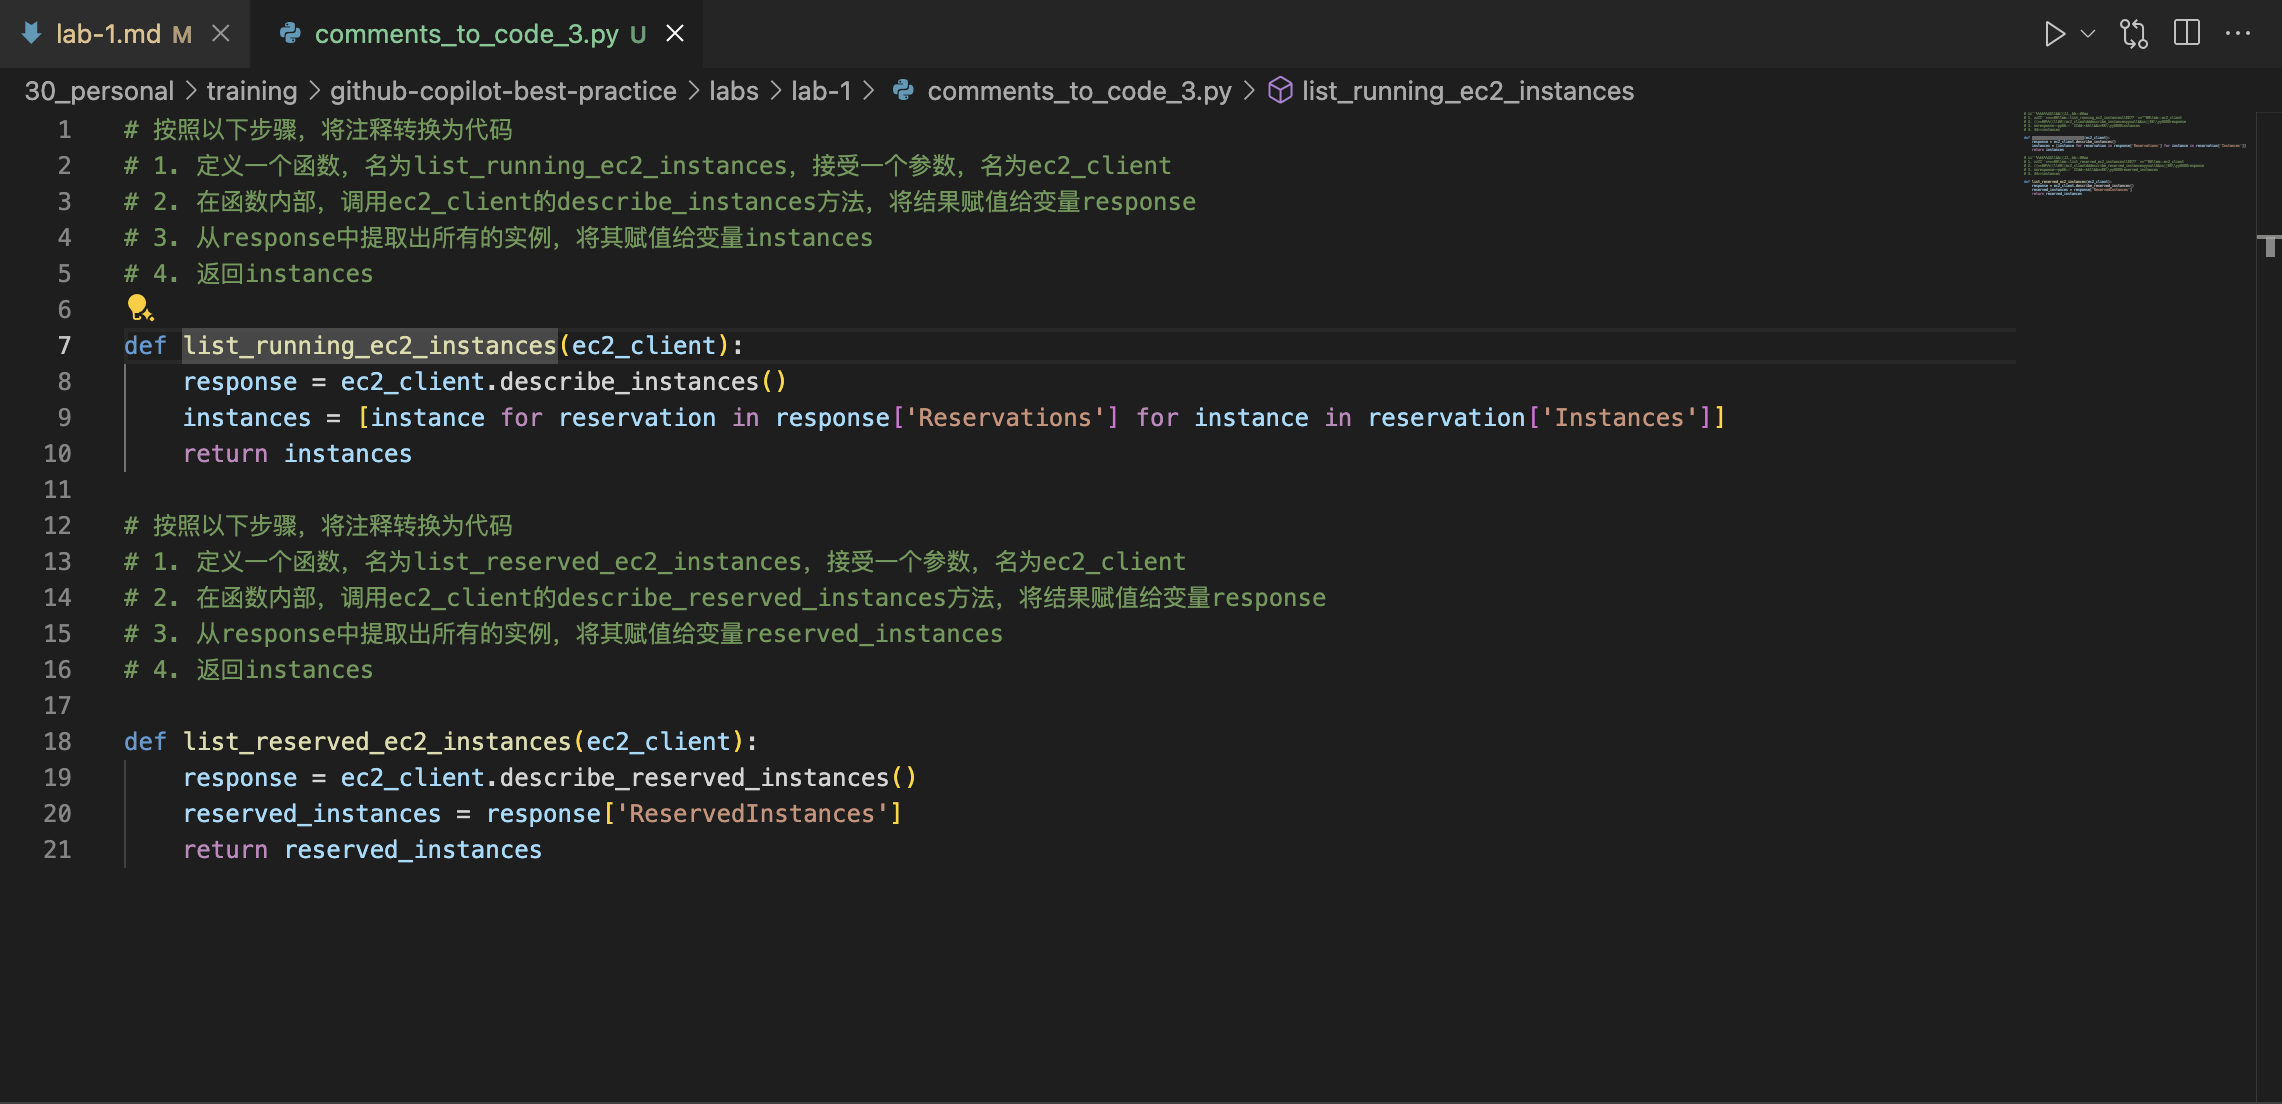 lab-1.md M
comments_to_code_3.py U
30_personal > training > github-copilot-best-practice > labs > lab-1 > comments_to_code_3.py > list_running_ec2_instances
1 # 按照以下步骤，将注释转换为代码
2 # 1. 定义一个函数，名为list_running_ec2_instances，接受一个参数，名为ec2_client
3 # 2. 在函数内部，调用ec2_client的describe_instances方法，将结果赋值给变量response
4 # 3. 从response中提取出所有的实例，将其赋值给变量instances
5 # 4. 返回instances
6
7 def list_running_ec2_instances(ec2_client):
8     response = ec2_client.describe_instances()
9     instances = [instance for reservation in response['Reservations'] for instance in reservation['Instances']]
10     return instances
11
12 # 按照以下步骤，将注释转换为代码
13 # 1. 定义一个函数，名为list_reserved_ec2_instances，接受一个参数，名为ec2_client
14 # 2. 在函数内部，调用ec2_client的describe_reserved_instances方法，将结果赋值给变量response
15 # 3. 从response中提取出所有的实例，将其赋值给变量reserved_instances
16 # 4. 返回instances
17
18 def list_reserved_ec2_instances(ec2_client):
19     response = ec2_client.describe_reserved_instances()
20     reserved_instances = response['ReservedInstances']
21     return reserved_instances